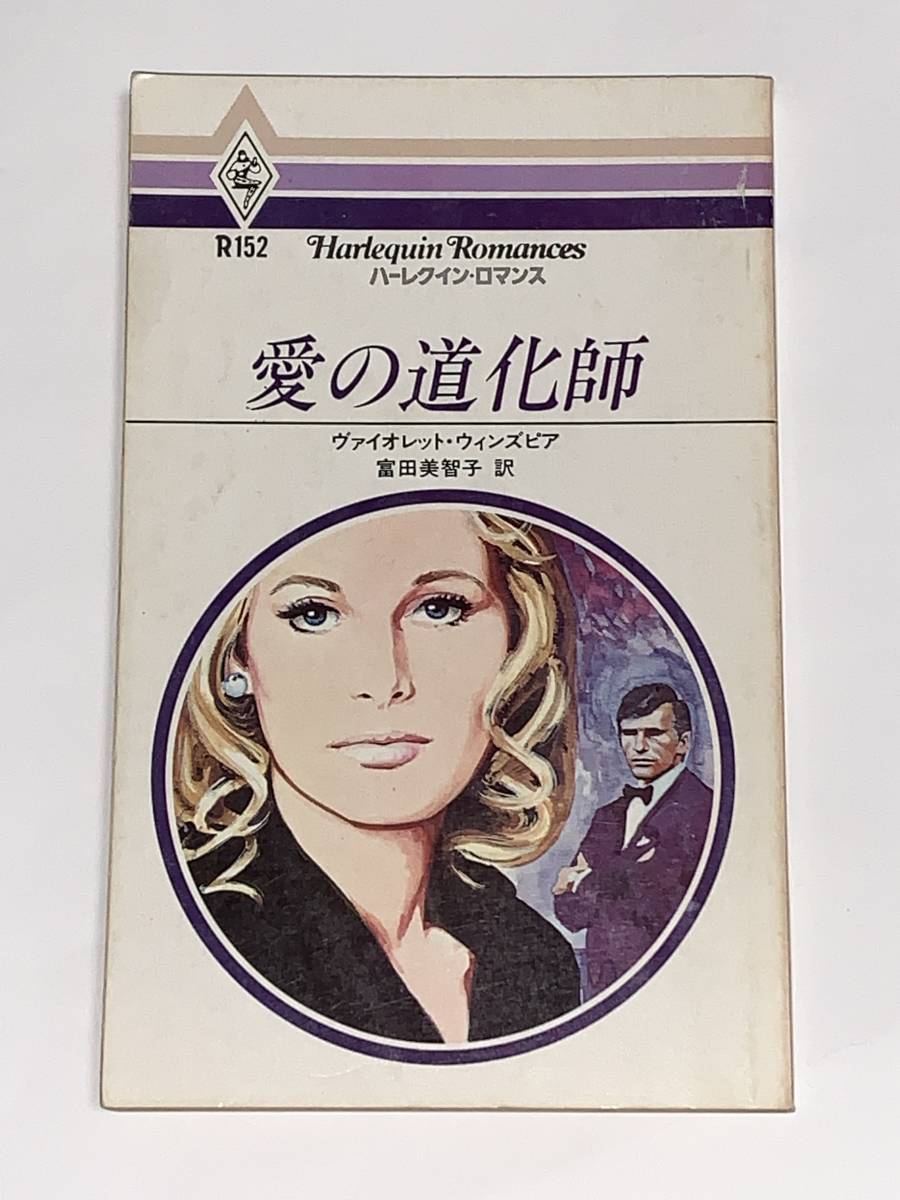 R152
Harlequin Romances
ハーレクイン・ロマンス
愛の道化師
ヴァイオレット・ウィンズピア
富田美智子 訳